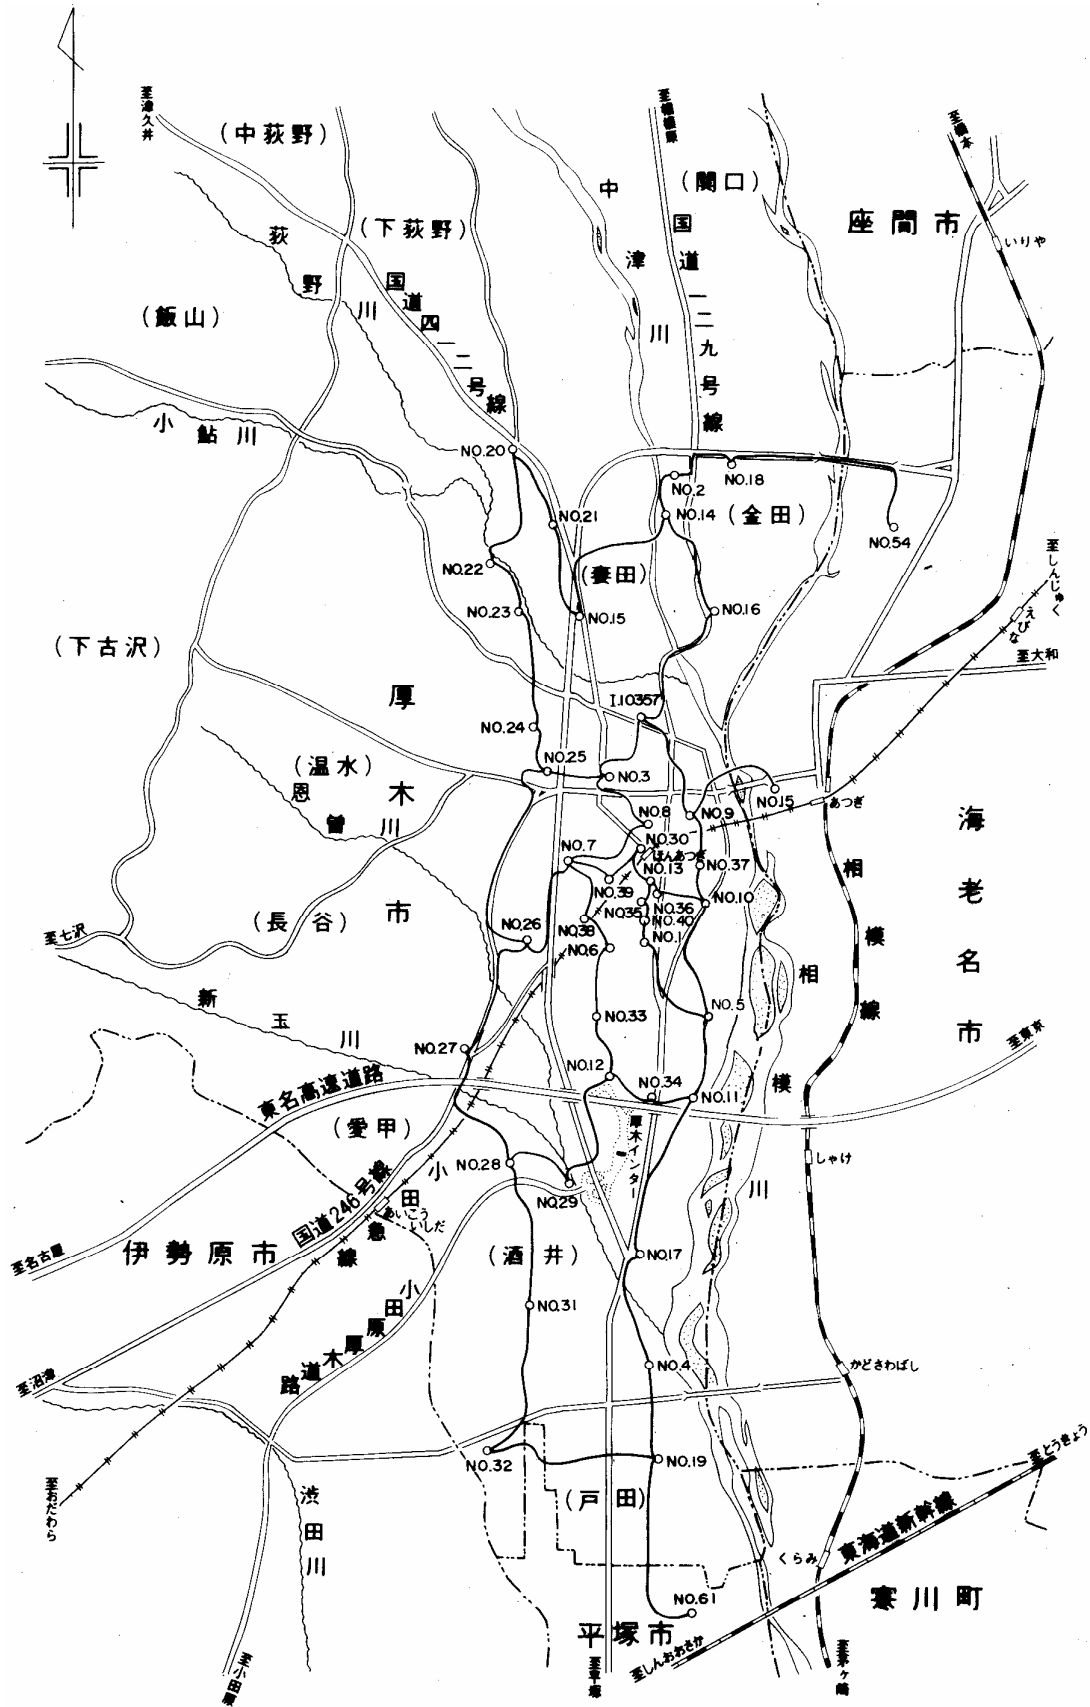 至津久井
(中荻野)
至相模原
(関口)
至橋本
中津川
座間市
(下荻野)
いりや
荻野川
国道四一二号線
国道一二九号線
(飯山)
小鮎川
NO.20
NO.18
NO.2
NO.14
(金田)
NO.21
NO.54
至しんじゅく
NO.22
(妻田)
えびな
NO.23
NO.15
NO.16
(下古沢)
至大和
厚木市
I.10357
NO.24
(温水)
NO.25
NO.3
恩曽川
NO.15
あつぎ
NO.8
NO.9
海老名市
NO.30
NO.7
ほんあつぎ
NO.13
NO.37
相模線
NO.39
NO.35
NO.36
NO.10
(長谷)
NO.38
NO.40
NO.26
NO.6
NO.1
至七沢
相模川
新玉川
NO.33
NO.5
至東京
NO.27
NO.12
NO.34
NO.11
東名高速道路
(愛甲)
厚木インター
しゃけ
NO.28
小田急線
NO.29
国道246号線
あいこういしだ
伊勢原市
(酒井)
NO.17
至名古屋
小田原厚木道路
NO.31
NO.4
かどさわばし
至沼津
NO.32
NO.19
至とうきょう
至おだわら
渋田川
(戸田)
東海道新幹線
くらみ
寒川町
NO.61
平塚市
至しんおおさか
至平塚
至茅ヶ崎
至小田原